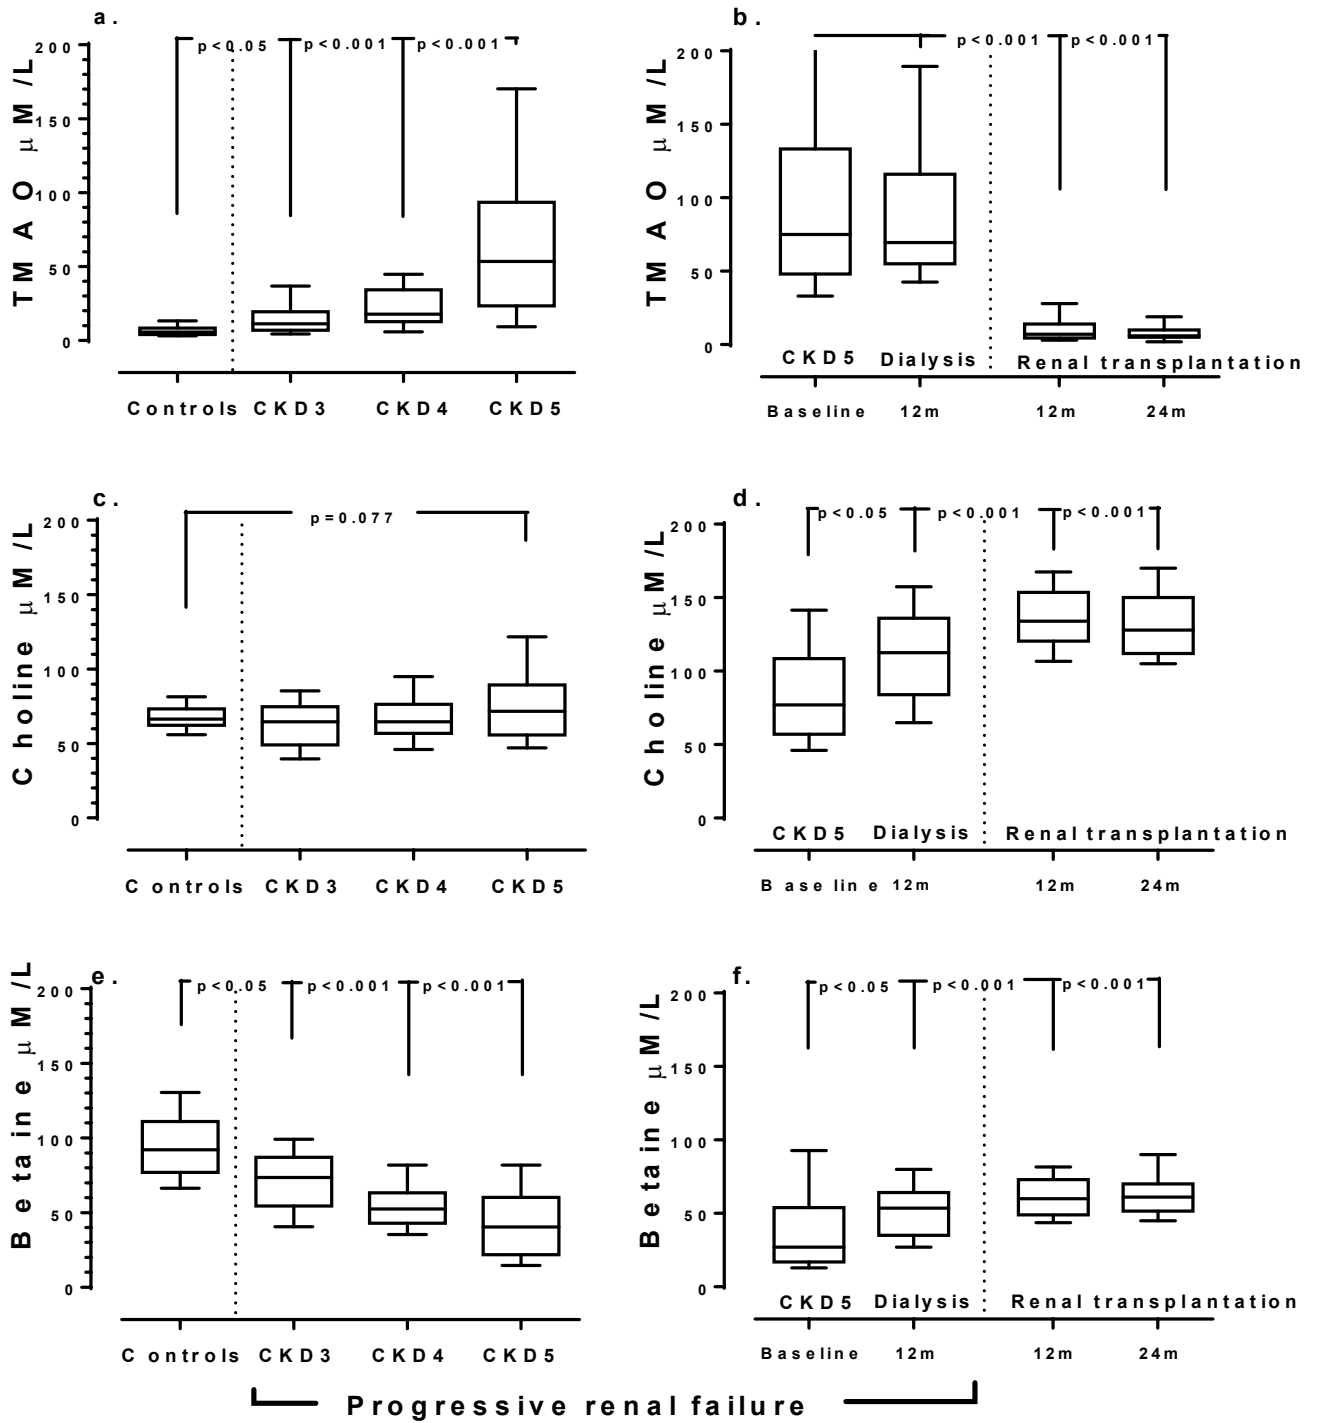 a.
p<0.05 p<0.001 p<0.001
TMAO µM/L
200
150
100
50
0
Controls CKD3 CKD4 CKD5
b.
p<0.001 p<0.001
TMAO µM/L
200
150
100
50
0
CKD5 Dialysis Renal transplantation
Baseline 12m 12m 24m
c.
p=0.077
Choline µM/L
200
150
100
50
0
Controls CKD3 CKD4 CKD5
d.
p<0.05 p<0.001 p<0.001
Choline µM/L
200
150
100
50
0
CKD5 Dialysis Renal transplantation
Baseline 12m 12m 24m
e.
p<0.05 p<0.001 p<0.001
Betaine µM/L
200
150
100
50
0
Controls CKD3 CKD4 CKD5
f.
p<0.05 p<0.001 p<0.001
Betaine µM/L
200
150
100
50
0
CKD5 Dialysis Renal transplantation
Baseline 12m 12m 24m
Progressive renal failure